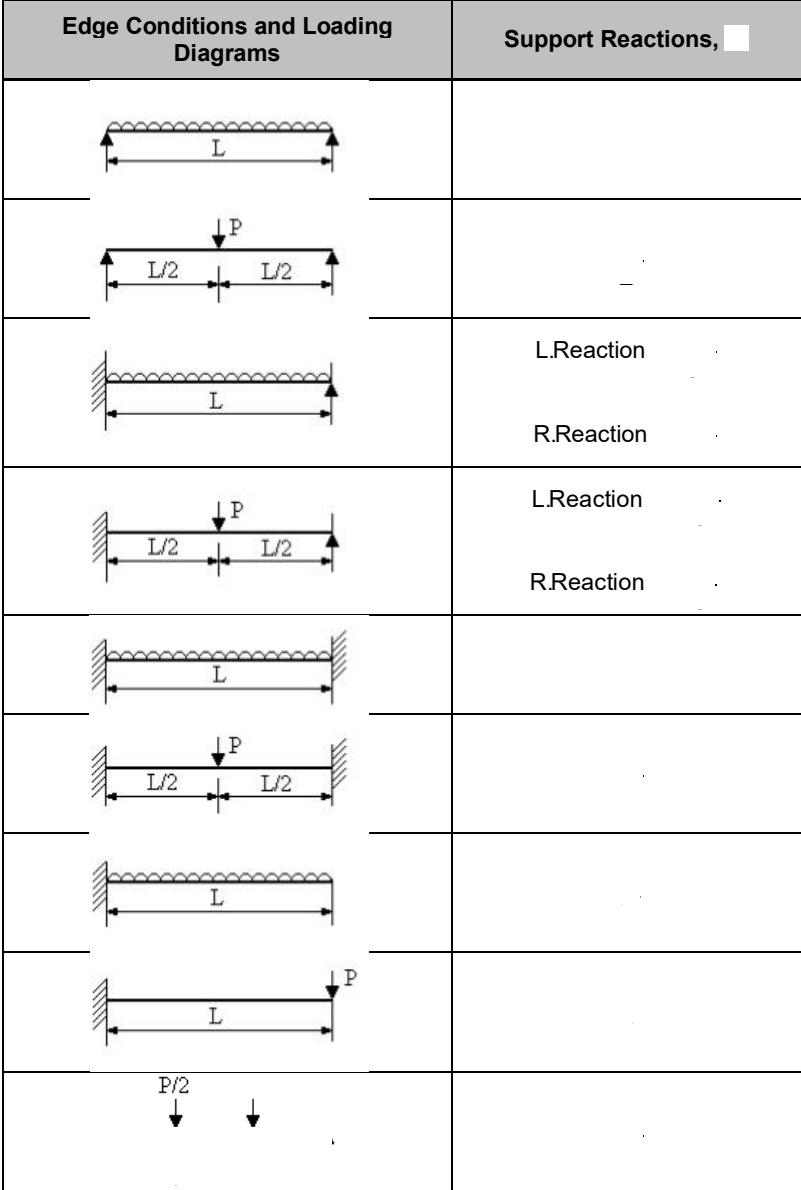 Edge Conditions and Loading
Diagrams
Support Reactions,
L
P
L/2 L/2
L.Reaction
L
R.Reaction
L.Reaction
P
L/2 L/2
R.Reaction
L
P
L/2 L/2
L
P
L
P/2